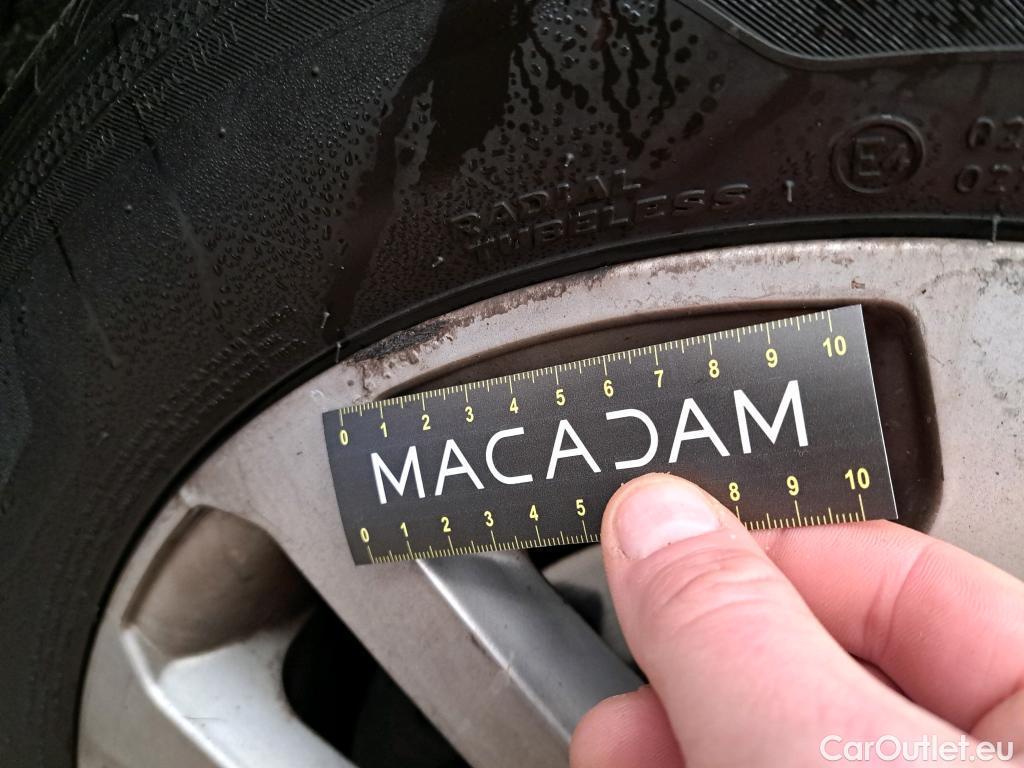 RADIAL
TUBELESS
E4
0 1 2 3 4 5 6 7 8 9 10
MACADAM
0 1 2 3 4 5 8 9 10
CarOutlet.eu